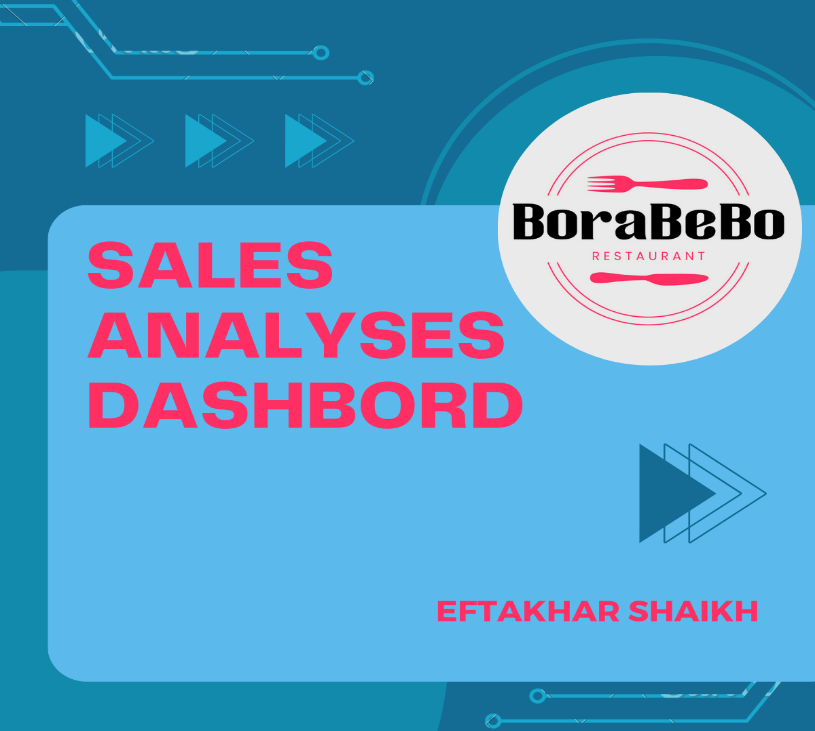 BoraBeBo
RESTAURANT
SALES
ANALYSES
DASHBORD
EFTAKHAR SHAIKH